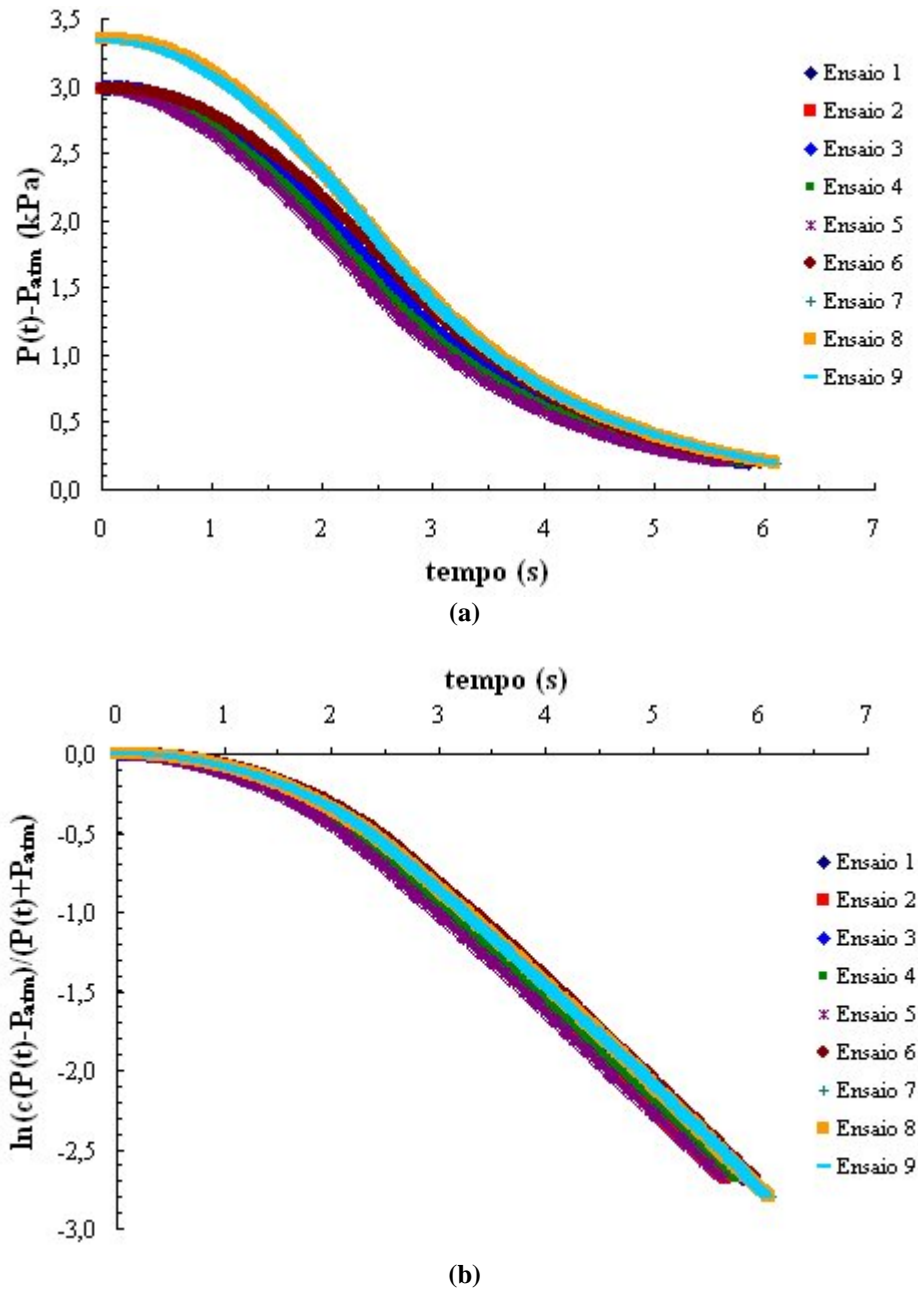 3,5
3,0
2,5
2,0
1,5
1,0
0,5
0,0
P(t)-Patm (kPa)
0 1 2 3 4 5 6 7
tempo (s)
Ensaio 1
Ensaio 2
Ensaio 3
Ensaio 4
Ensaio 5
Ensaio 6
Ensaio 7
Ensaio 8
Ensaio 9
(a)
tempo (s)
0 1 2 3 4 5 6 7
0,0
-0,5
-1,0
-1,5
-2,0
-2,5
-3,0
ln(c(P(t)-Patm)/(P(t)+Patm)
Ensaio 1
Ensaio 2
Ensaio 3
Ensaio 4
Ensaio 5
Ensaio 6
Ensaio 7
Ensaio 8
Ensaio 9
(b)